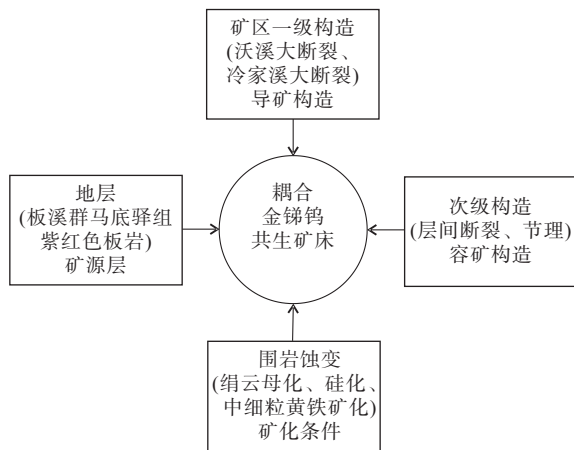 矿区一级构造
(沃溪大断裂、
冷家溪大断裂)
导矿构造
地层
(板溪群马底驿组
紫红色板岩)
矿源层
耦合
金锑钨
共生矿床
次级构造
(层间断裂、节理)
容矿构造
围岩蚀变
(绢云母化、硅化、
中细粒黄铁矿化)
矿化条件